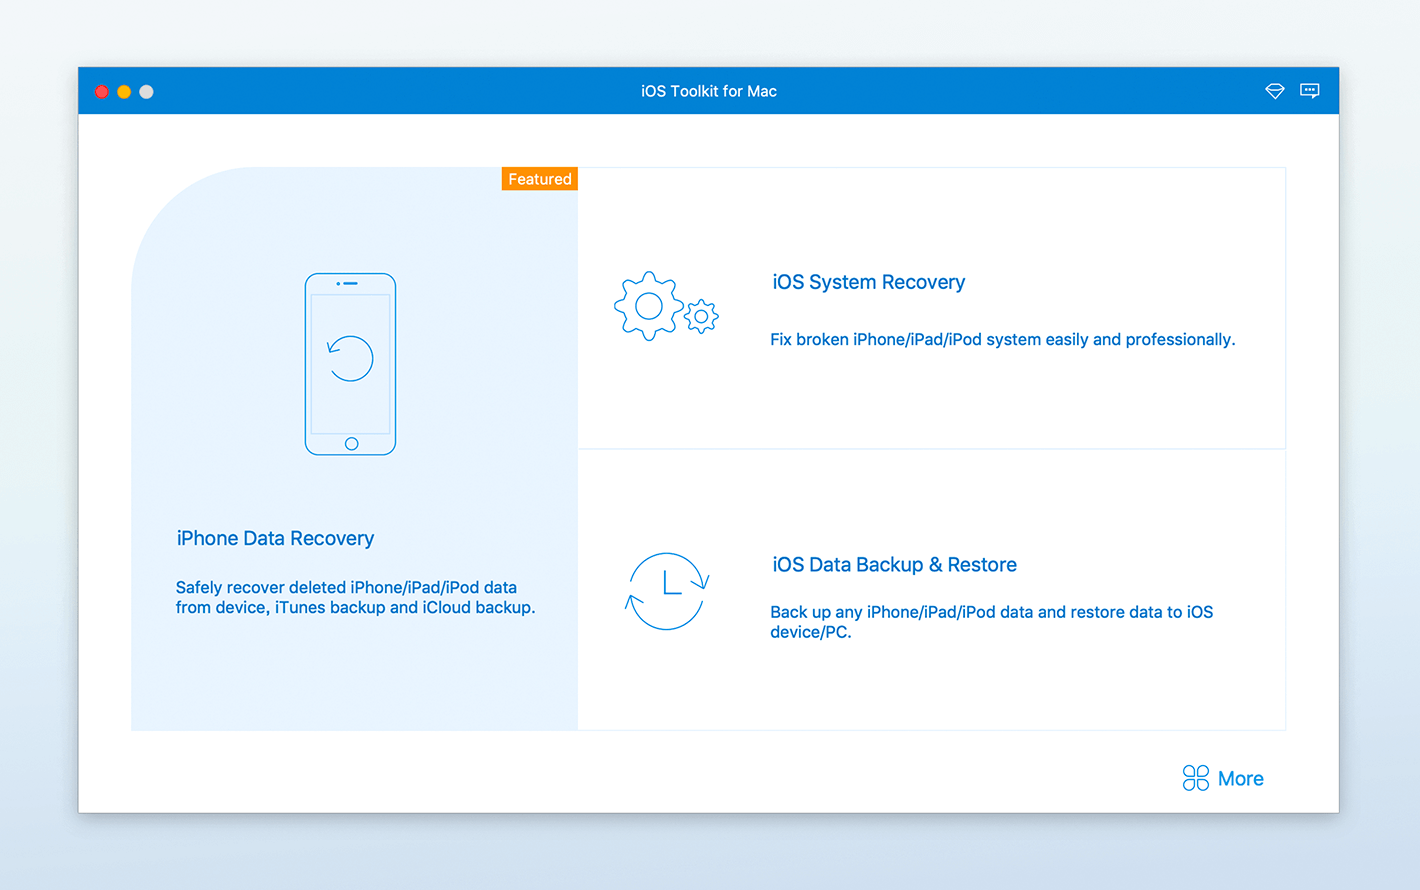 iOS Toolkit for Mac
Featured
iPhone Data Recovery
Safely recover deleted iPhone/iPad/iPod data
from device, iTunes backup and iCloud backup.
iOS System Recovery
Fix broken iPhone/iPad/iPod system easily and professionally.
iOS Data Backup & Restore
Back up any iPhone/iPad/iPod data and restore data to iOS
device/PC.
More